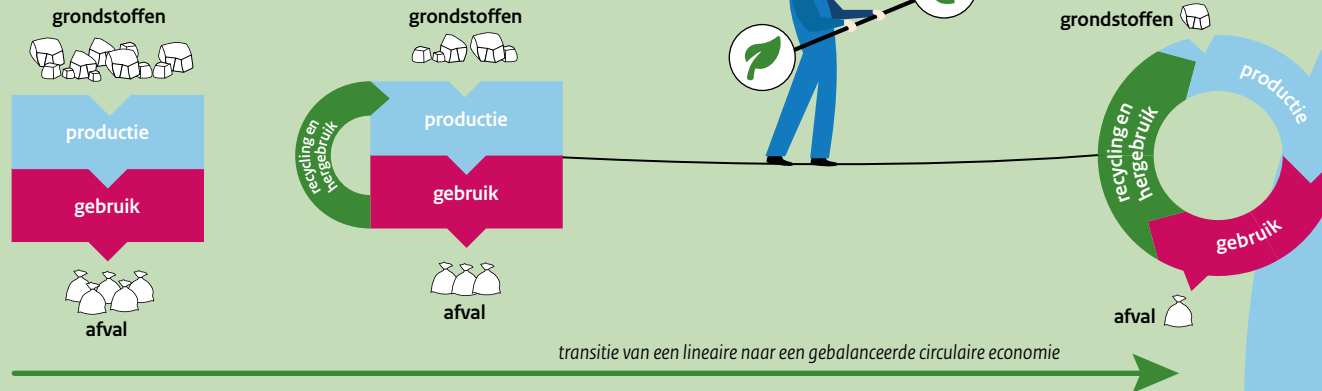 grondstoffen
productie
gebruik
afval
grondstoffen
recycling en
hergebruik
productie
gebruik
afval
grondstoffen
recycling en
hergebruik
productie
gebruik
afval
transitie van een lineaire naar een gebalanceerde circulaire economie